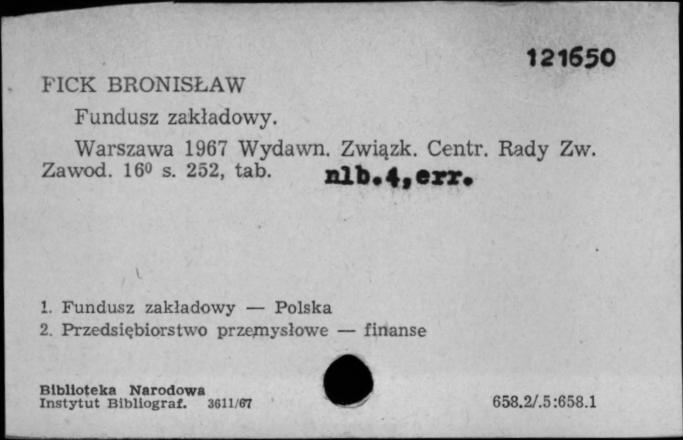 121650
FICK BRONISŁAW
Fundusz zakładowy.
Warszawa 1967 Wydawn. Związk. Centr. Rady Zw.
Zawod. 16⁰ s. 252, tab. nlb.4,err.
1. Fundusz zakładowy — Polska
2. Przedsiębiorstwo przemysłowe — finanse
Biblioteka Narodowa
Instytut Bibliograf. 3611/67
658.2/.5:658.1